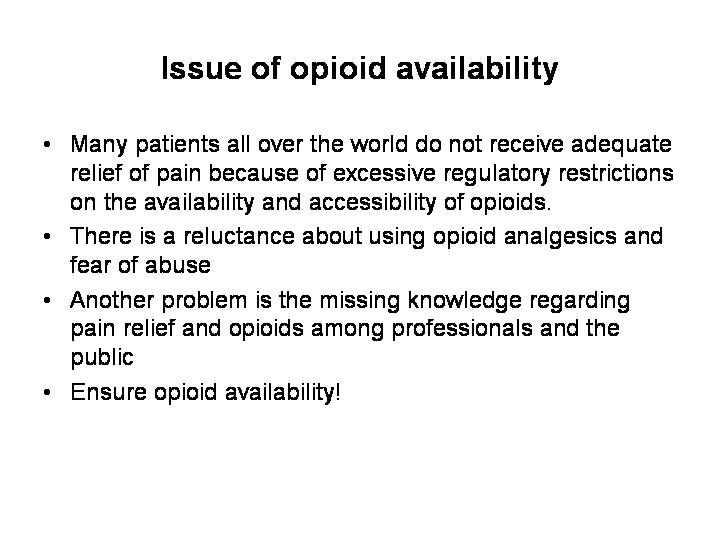 Issue of opioid availability
• Many patients all over the world do not receive adequate
relief of pain because of excessive regulatory restrictions
on the availability and accessibility of opioids.
• There is a reluctance about using opioid analgesics and
fear of abuse
• Another problem is the missing knowledge regarding
pain relief and opioids among professionals and the
public
• Ensure opioid availability!